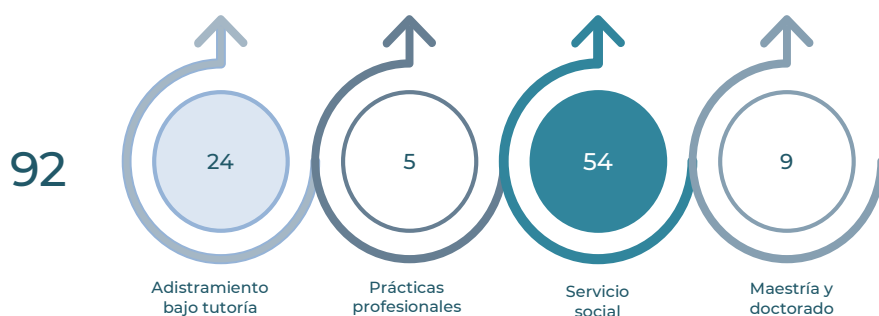 92
24
5
54
9
Adistramiento
bajo tutoría
Prácticas
profesionales
Servicio
social
Maestría y
doctorado